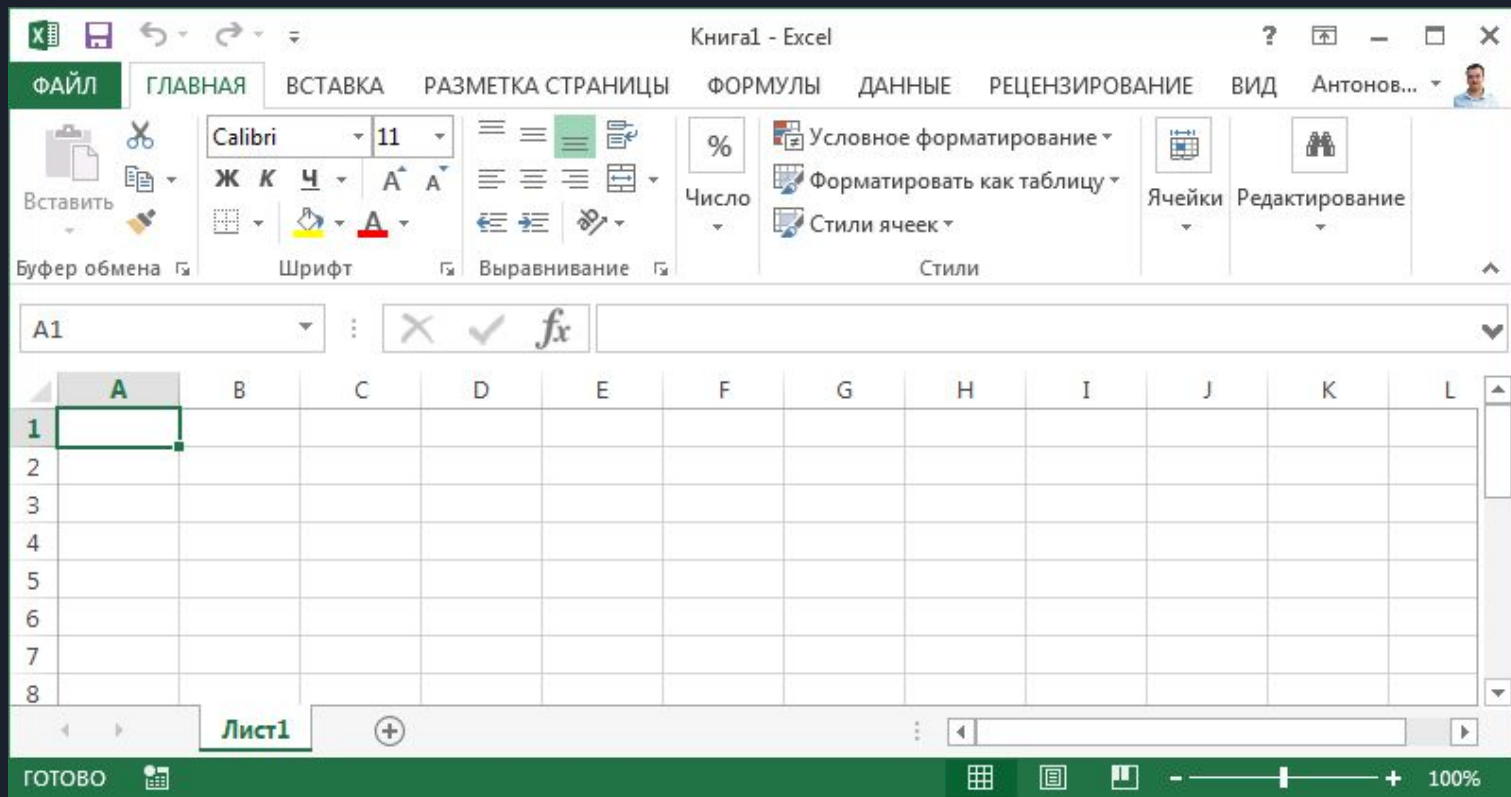 Книга1 - Excel
?
ФАЙЛ ГЛАВНАЯ ВСТАВКА РАЗМЕТКА СТРАНИЦЫ ФОРМУЛЫ ДАННЫЕ РЕЦЕНЗИРОВАНИЕ ВИД Антонов...
Calibri 11 % Условное форматирование
Ж К Ч А А Форматировать как таблицу
Вставить Число Ячейки Редактирование
А Стили ячеек
Буфер обмена Шрифт Выравнивание Стили
A1 fx
A B C D E F G H I J K L
1
2
3
4
5
6
7
8
Лист1
ГОТОВО - + 100%